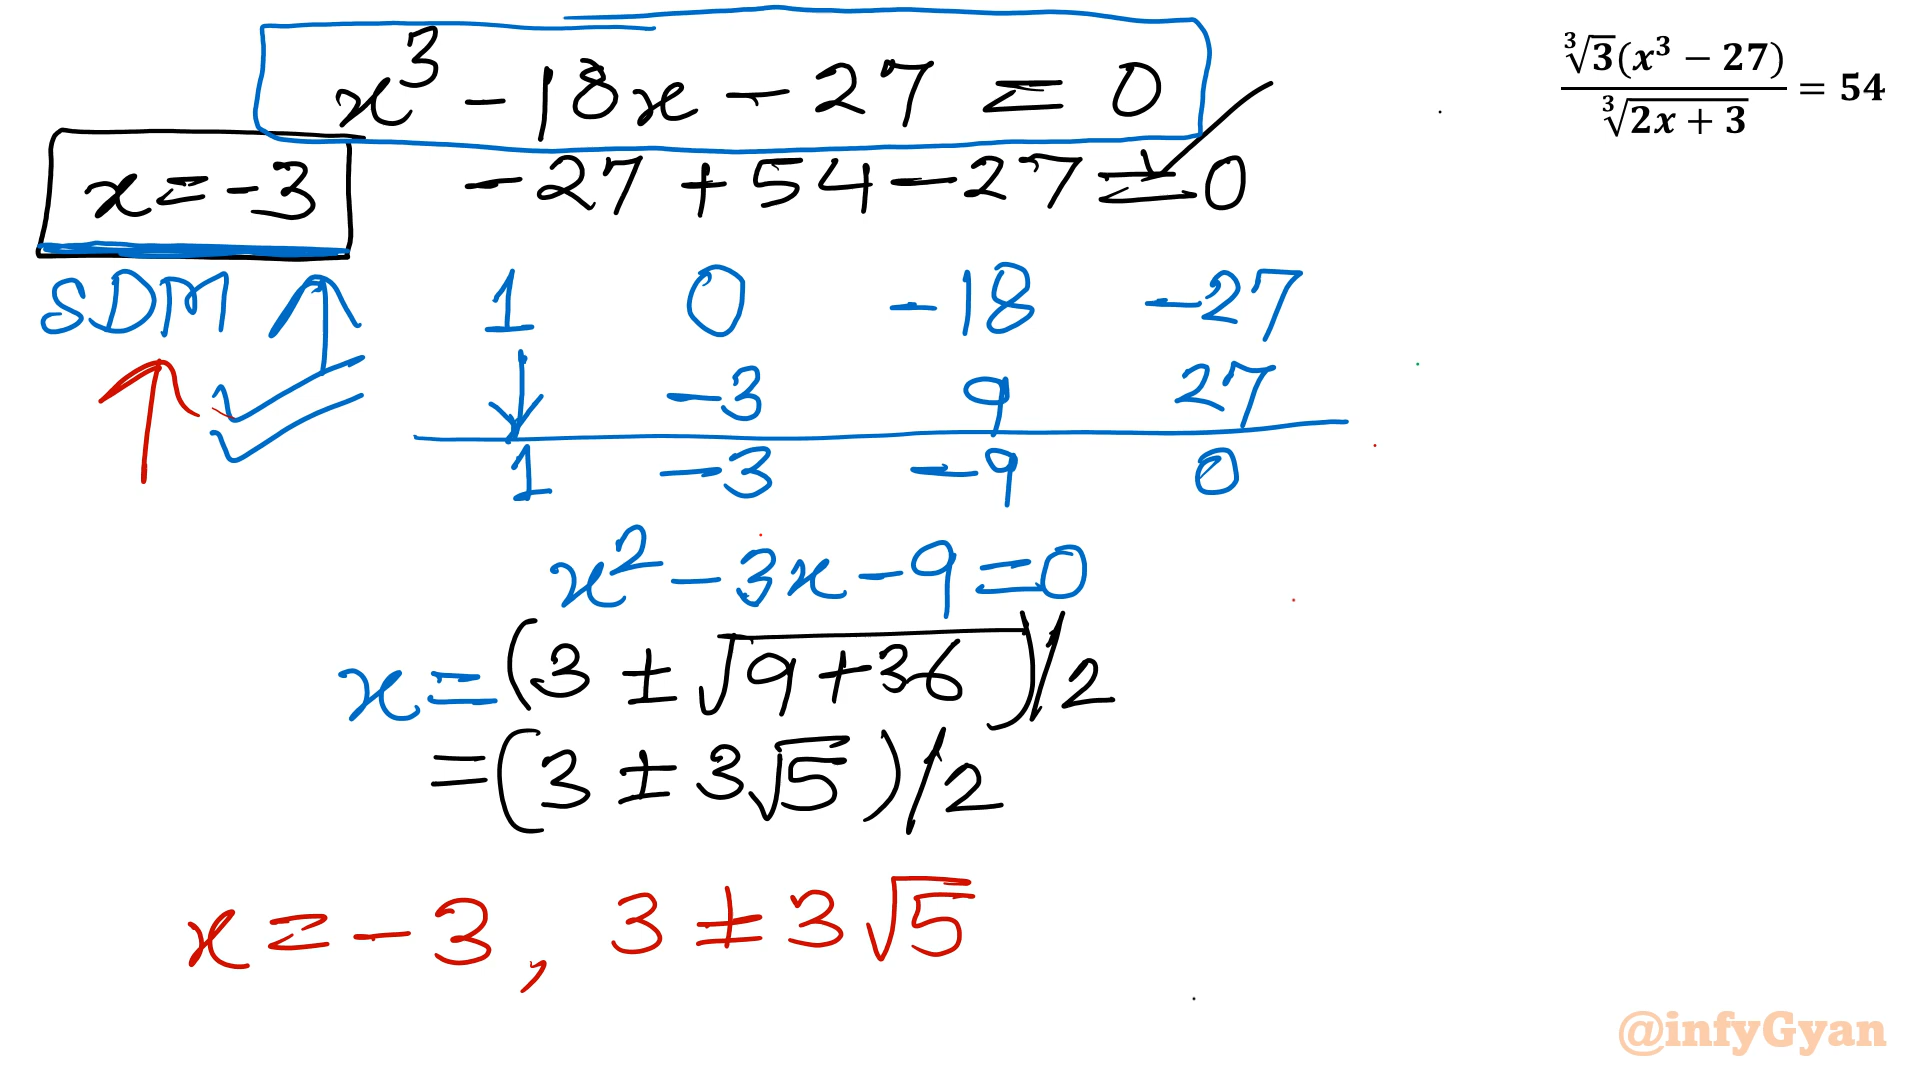 x³ - 18x - 27 = 0
∛3(x³ − 27)
∛2x + 3
= 54
x = -3
-27 + 54 - 27 = 0
SDM
1 0 -18 -27
-3 9 27
1 -3 -9 0
x² - 3x - 9 = 0
x = (3 ± √9+36)/2
= (3 ± 3√5)/2
x = -3, 3 ± 3√5
@infyGyan